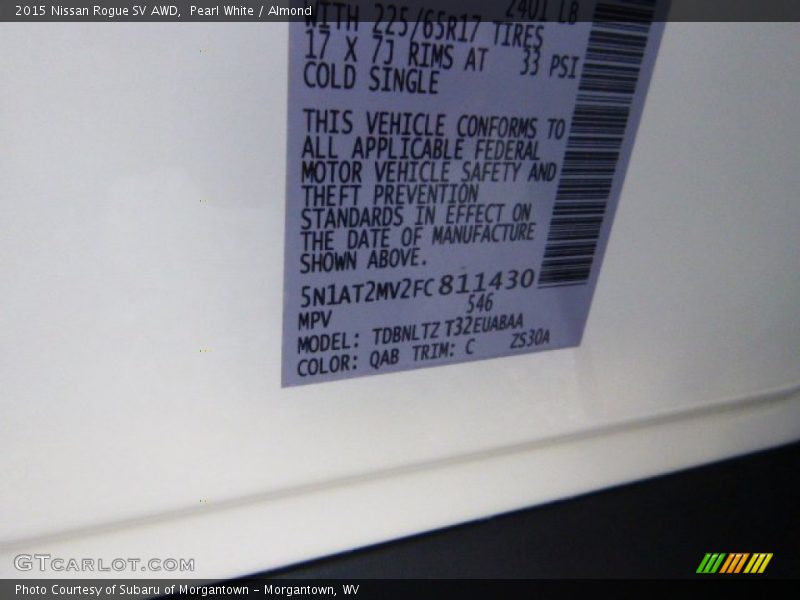 2015 Nissan Rogue SV AWD, Pearl White / Almond
2401 LB
WITH 225/65R17 TIRES
17 X 7J RIMS AT 33 PSI
COLD SINGLE
THIS VEHICLE CONFORMS TO
ALL APPLICABLE FEDERAL
MOTOR VEHICLE SAFETY AND
THEFT PREVENTION
STANDARDS IN EFFECT ON
THE DATE OF MANUFACTURE
SHOWN ABOVE.
5N1AT2MV2FC811430
MPV 546
MODEL: TDBNLTZ T32EUABAA
COLOR: QAB TRIM: C ZS30A
GTCARLOT.COM
Photo Courtesy of Subaru of Morgantown - Morgantown, WV